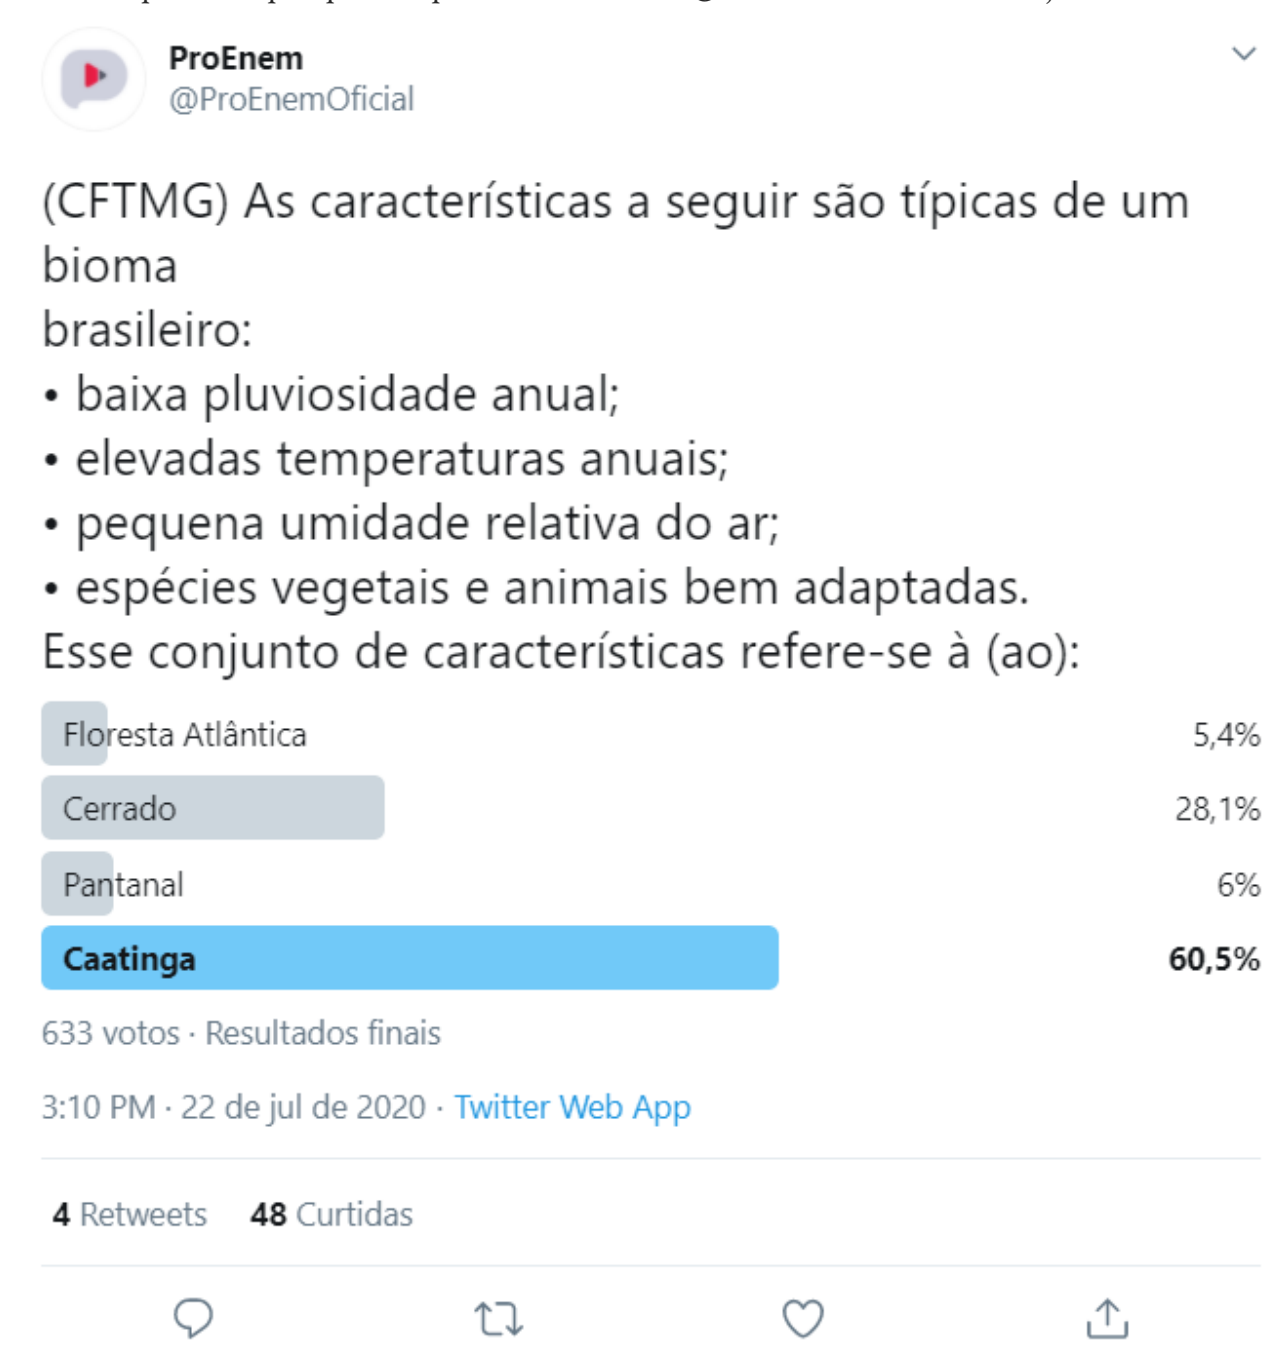 ProEnem
@ProEnemOficial
(CFTMG) As características a seguir são típicas de um
bioma
brasileiro:
• baixa pluviosidade anual;
• elevadas temperaturas anuais;
• pequena umidade relativa do ar;
• espécies vegetais e animais bem adaptadas.
Esse conjunto de características refere-se à (ao):
Floresta Atlântica 5,4%
Cerrado 28,1%
Pantanal 6%
Caatinga 60,5%
633 votos · Resultados finais
3:10 PM · 22 de jul de 2020 · Twitter Web App
4 Retweets 48 Curtidas